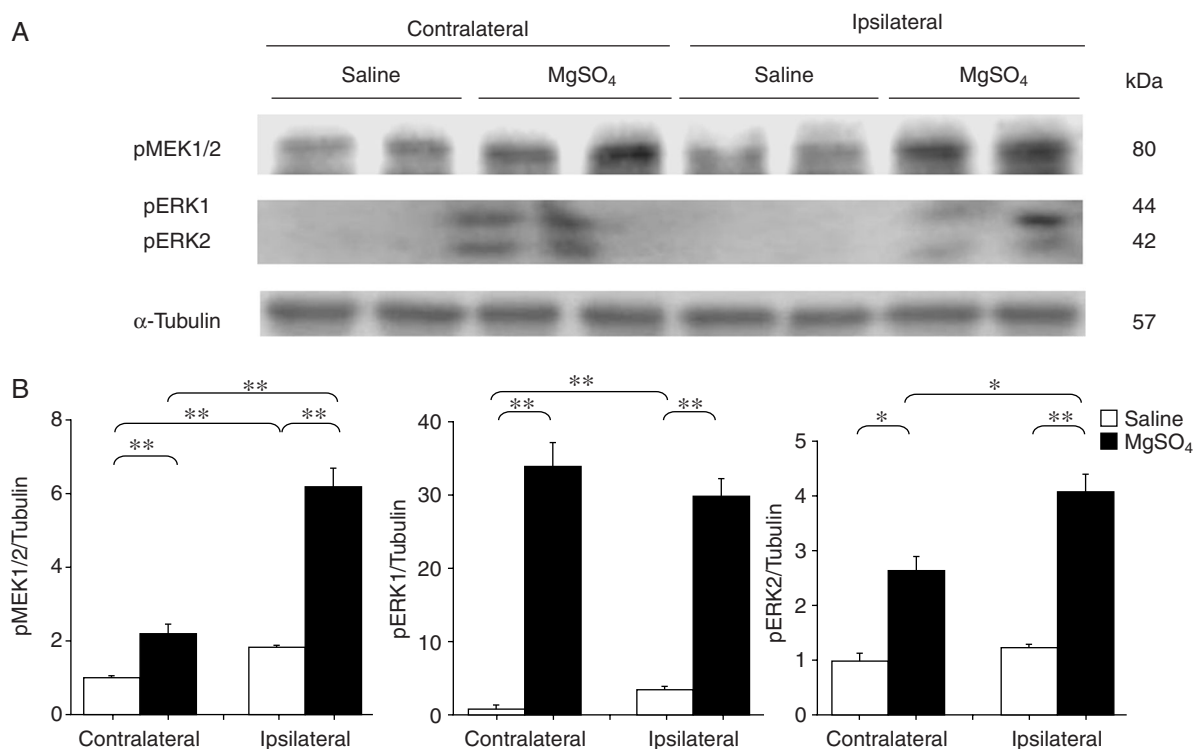 A
Contralateral Ipsilateral
Saline MgSO₄ Saline MgSO₄ kDa
pMEK1/2 80
pERK1 44
pERK2 42
α-Tubulin 57
B
** ** **
**
pMEK1/2/Tubulin
8
6
4
2
0
Contralateral Ipsilateral
**
** **
pERK1/Tubulin
40
30
20
10
0
Contralateral Ipsilateral
*
* **
pERK2/Tubulin
5
4
3
2
1
0
Contralateral Ipsilateral
Saline
MgSO₄